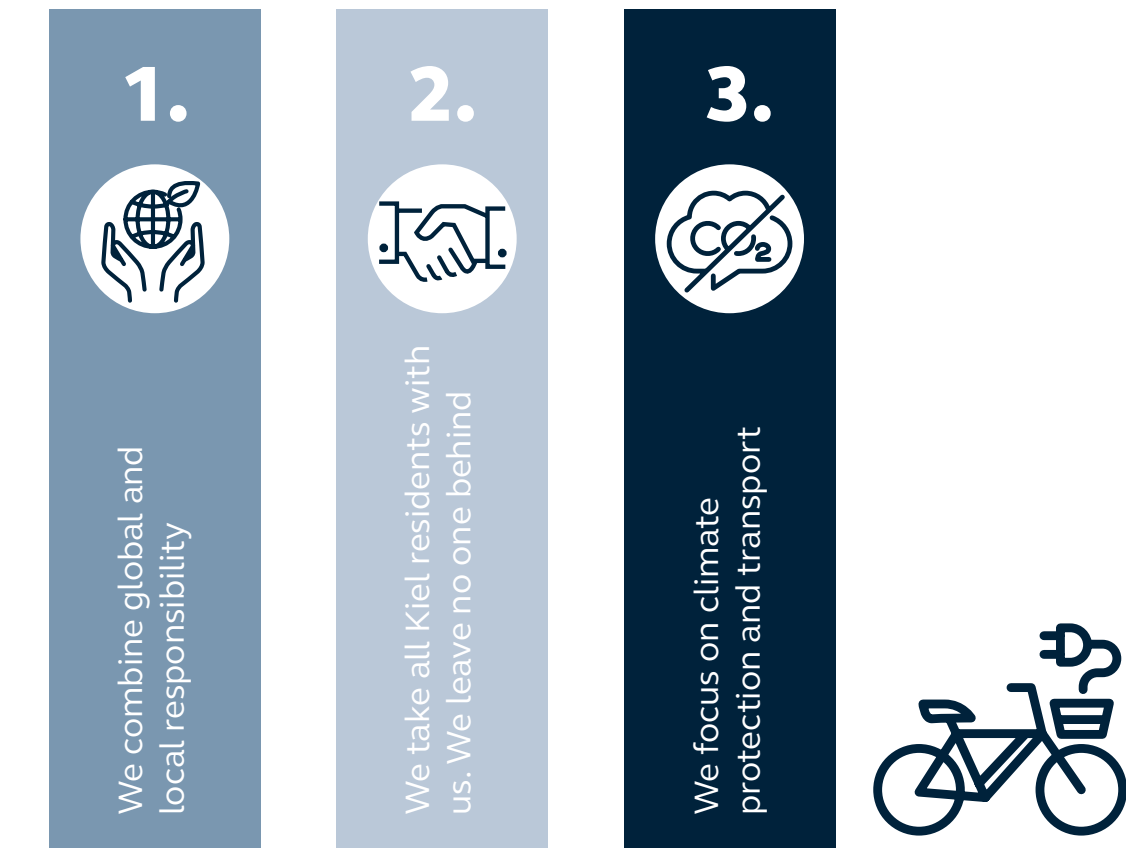 1.
We combine global and
local responsibility
2.
We take all Kiel residents with
us. We leave no one behind
3.
CO2
We focus on climate
protection and transport